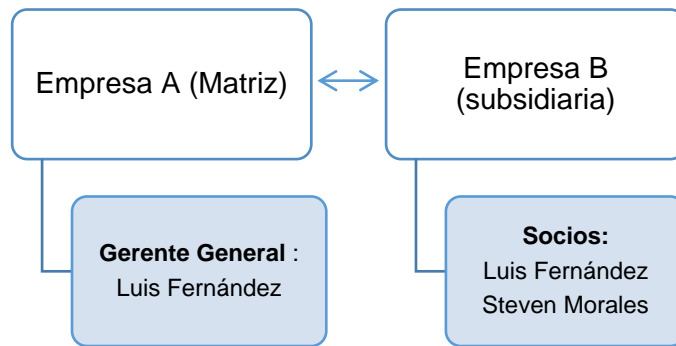 Empresa A (Matriz)
Empresa B
(subsidiaria)
Gerente General :
Luis Fernández
Socios:
Luis Fernández
Steven Morales